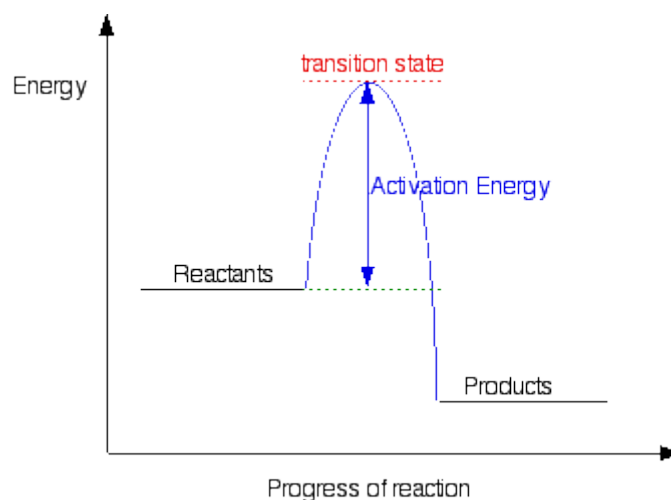 transition state
Energy
Activation Energy
Reactants
Products
Progress of reaction